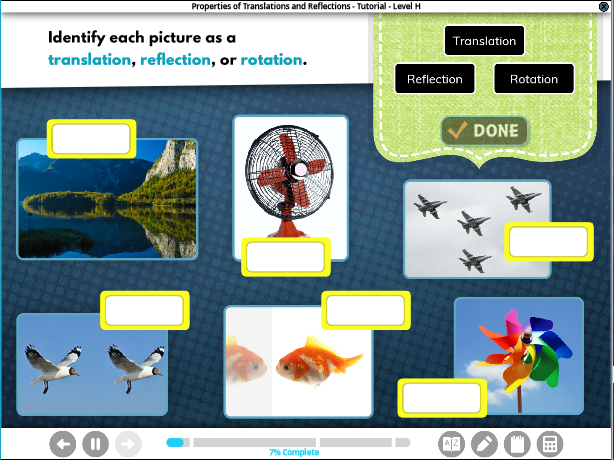 Properties of Translations and Reflections - Tutorial - Level H
Identify each picture as a
translation, reflection, or rotation.
Translation
Reflection
Rotation
DONE
AZ
7% Complete